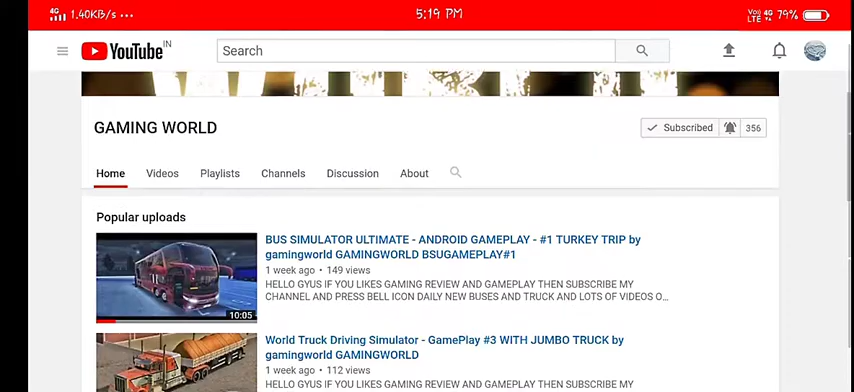 4G 1.40KB/s •••
5:19 PM
Vo)) LTE 4G 79%
YouTube IN
Search
GAMING WORLD
Subscribed 356
Home Videos Playlists Channels Discussion About
Popular uploads
BUS SIMULATOR ULTIMATE - ANDROID GAMEPLAY - #1 TURKEY TRIP by
gamingworld GAMINGWORLD BSUGAMEPLAY#1
1 week ago • 149 views
HELLO GYUS IF YOU LIKES GAMING REVIEW AND GAMEPLAY THEN SUBSCRIBE MY
CHANNEL AND PRESS BELL ICON DAILY NEW BUSES AND TRUCK AND LOTS OF VIDEOS O...
10:05
World Truck Driving Simulator - GamePlay #3 WITH JUMBO TRUCK by
gamingworld GAMINGWORLD
1 week ago • 112 views
HELLO GYUS IF YOU LIKES GAMING REVIEW AND GAMEPLAY THEN SUBSCRIBE MY